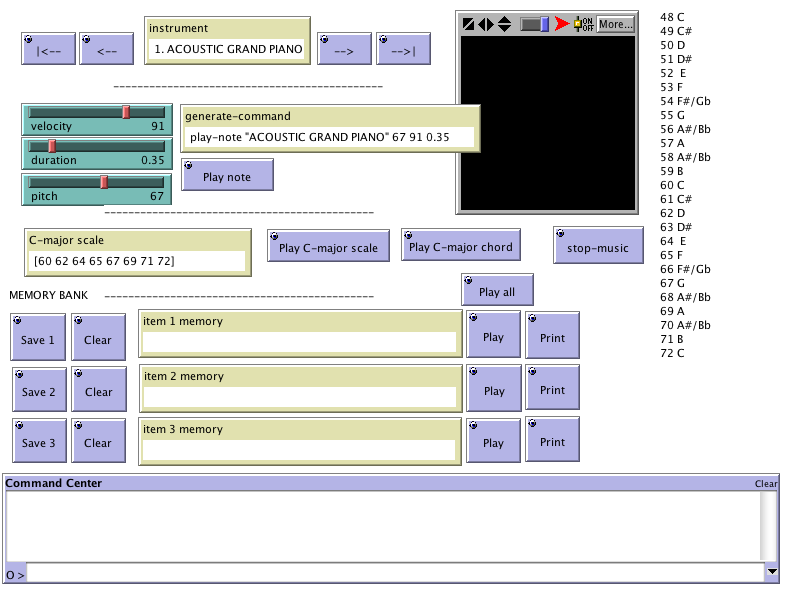 instrument
|<-- <-- 1. ACOUSTIC GRAND PIANO --> -->|
ON
OFF
More...
---------------------------------------------
velocity 91
duration 0.35
pitch 67
generate-command
play-note "ACOUSTIC GRAND PIANO" 67 91 0.35
Play note
---------------------------------------------
C-major scale
[60 62 64 65 67 69 71 72]
Play C-major scale
Play C-major chord
stop-music
MEMORY BANK ---------------------------------------------
Play all
Save 1
Clear
item 1 memory
Play
Print
Save 2
Clear
item 2 memory
Play
Print
Save 3
Clear
item 3 memory
Play
Print
48 C
49 C#
50 D
51 D#
52 E
53 F
54 F#/Gb
55 G
56 A#/Bb
57 A
58 A#/Bb
59 B
60 C
61 C#
62 D
63 D#
64 E
65 F
66 F#/Gb
67 G
68 A#/Bb
69 A
70 A#/Bb
71 B
72 C
Command Center Clear
O >